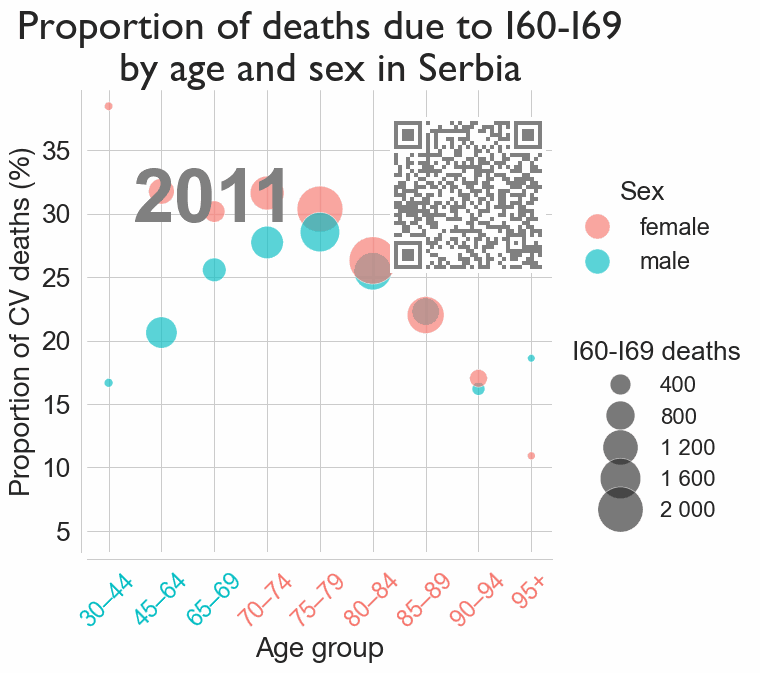 Proportion of deaths due to I60-I69
by age and sex in Serbia
Proportion of CV deaths (%)
35
30
25
20
15
10
5
2011
Sex
female
male
I60-I69 deaths
400
800
1 200
1 600
2 000
30–44
45–64
65–69
70–74
75–79
80–84
85–89
90–94
95+
Age group